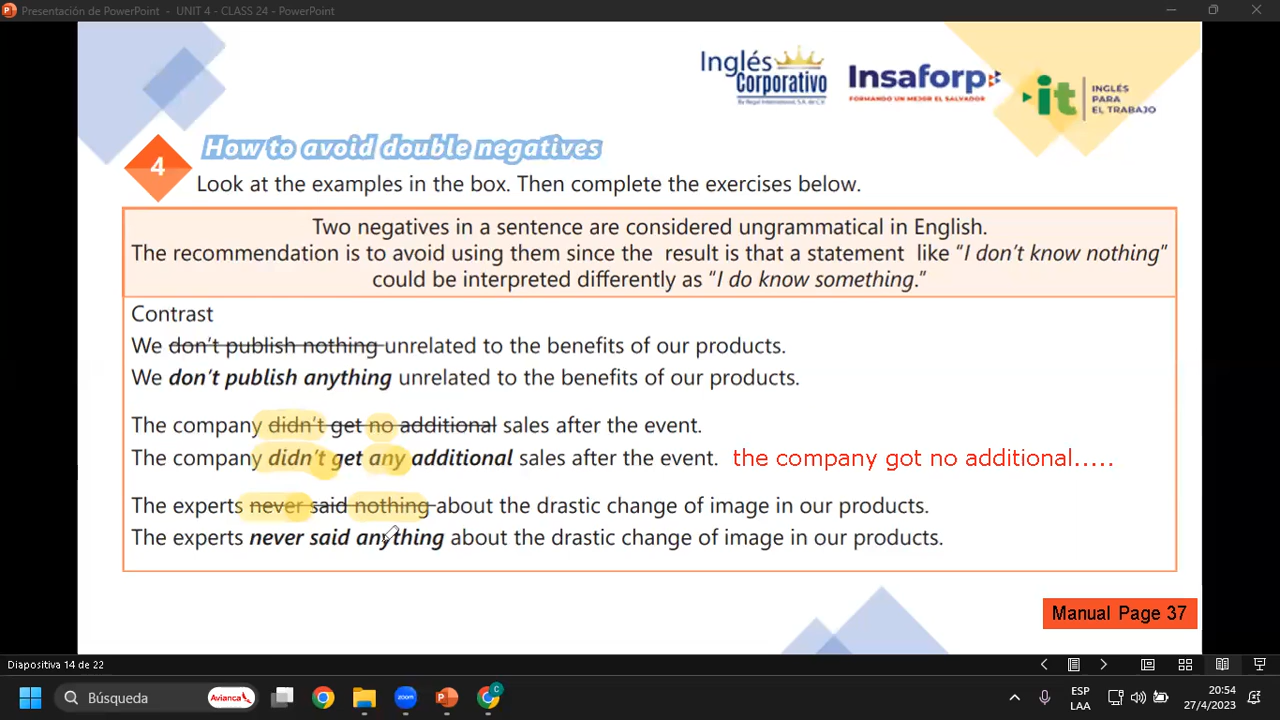 Presentación de PowerPoint - UNIT 4 - CLASS 24 - PowerPoint
Inglés
Corporativo
By Regal International, S.A. de C.V.
Insaforp
FORMANDO UN MEJOR EL SALVADOR
it
INGLÉS
PARA
EL TRABAJO
4
How to avoid double negatives
Look at the examples in the box. Then complete the exercises below.
Two negatives in a sentence are considered ungrammatical in English.
The recommendation is to avoid using them since the result is that a statement like “I don’t know nothing”
could be interpreted differently as “I do know something.”
Contrast
We don’t publish nothing unrelated to the benefits of our products.
We don’t publish anything unrelated to the benefits of our products.
The company didn’t get no additional sales after the event.
The company didn’t get any additional sales after the event. the company got no additional.....
The experts never said nothing about the drastic change of image in our products.
The experts never said anything about the drastic change of image in our products.
Manual Page 37
Diapositiva 14 de 22
Búsqueda
Avianca
zoom
C
ESP
LAA
20:54
27/4/2023